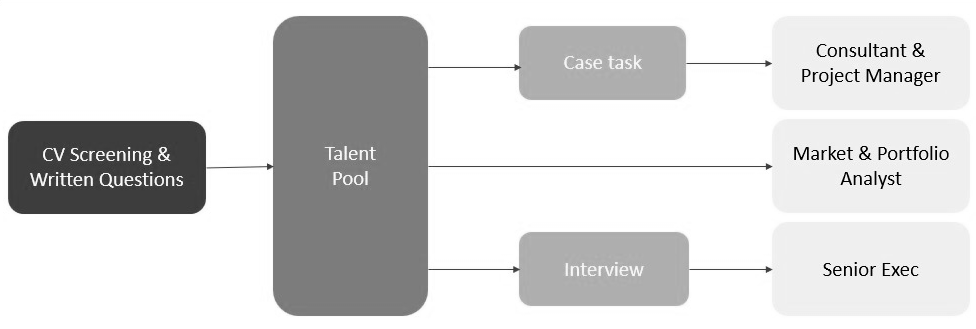 CV Screening &
Written Questions
Talent
Pool
Case task
Consultant &
Project Manager
Market & Portfolio
Analyst
Interview
Senior Exec